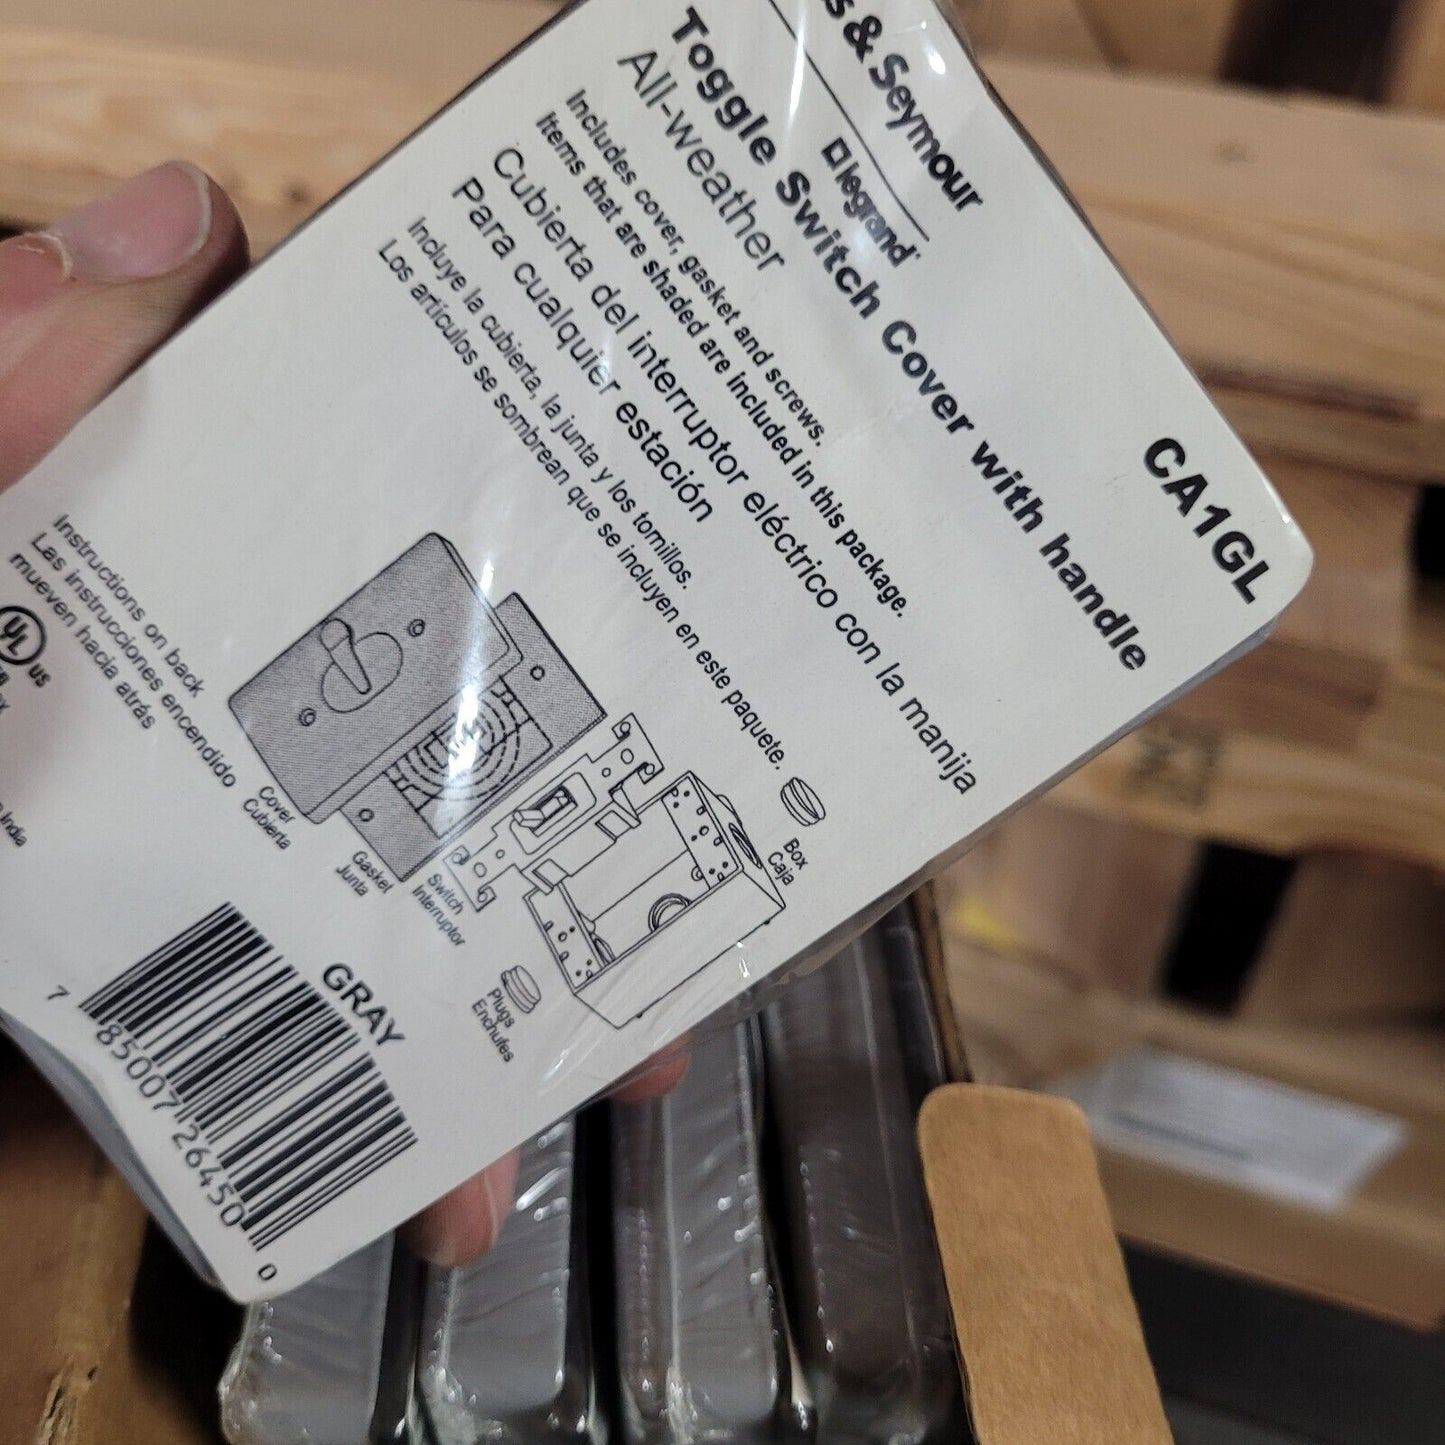 & Seymour
legrand
CA1GL
Toggle Switch Cover with handle
All-weather
Includes cover, gasket and screws.
Items that are shaded are included in this package.
Cubierta del interruptor eléctrico con la manija
Para cualquier estación
Incluye la cubierta, la junta y los tornillos.
Los artículos se sombrean que se incluyen en este paquete.
Box
Caja
Instructions on back
Las instrucciones encendido
mueven hacia atrás
Cover
Cubierta
Gasket
Junta
Switch
Interruptor
Plugs
Enchufes
UL
US
India
GRAY
7 85007 26450 0